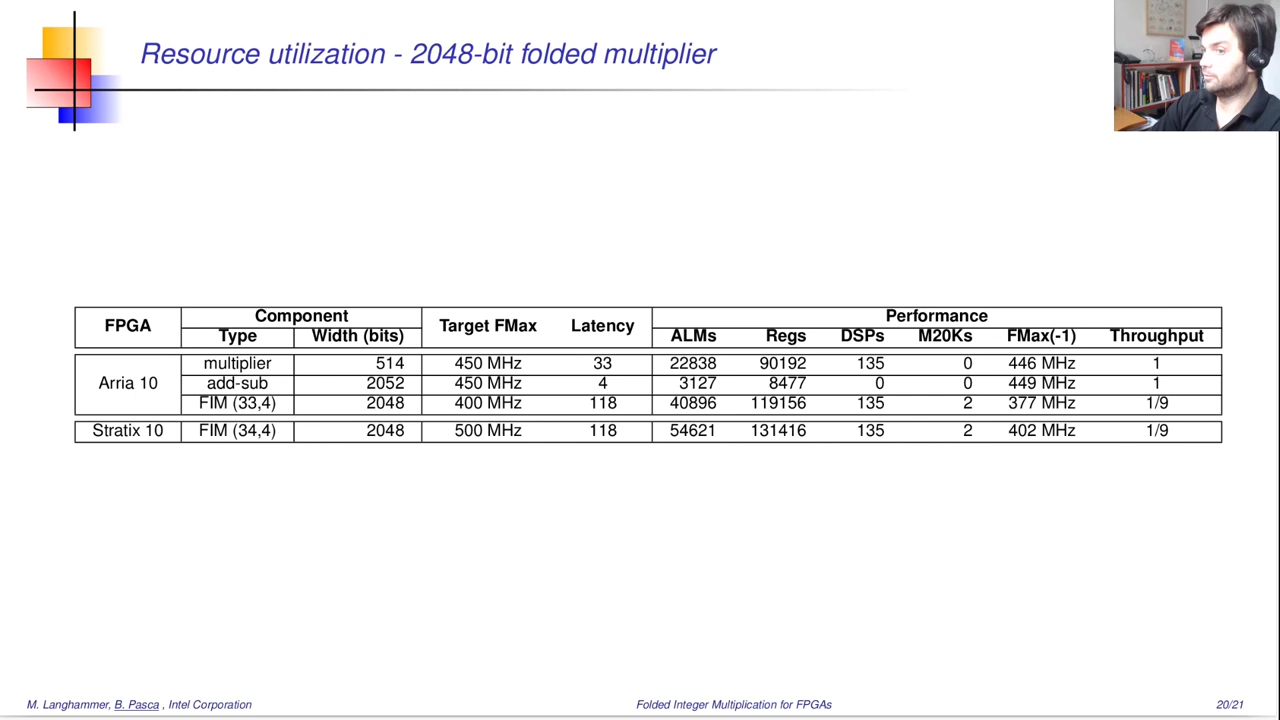 Resource utilization - 2048-bit folded multiplier
FPGA Component Target FMax Latency Performance
Type Width (bits) ALMs Regs DSPs M20Ks FMax(-1) Throughput
Arria 10 multiplier 514 450 MHz 33 22838 90192 135 0 446 MHz 1
add-sub 2052 450 MHz 4 3127 8477 0 0 449 MHz 1
FIM (33,4) 2048 400 MHz 118 40896 119156 135 2 377 MHz 1/9
Stratix 10 FIM (34,4) 2048 500 MHz 118 54621 131416 135 2 402 MHz 1/9
M. Langhammer, B. Pasca , Intel Corporation Folded Integer Multiplication for FPGAs 20/21